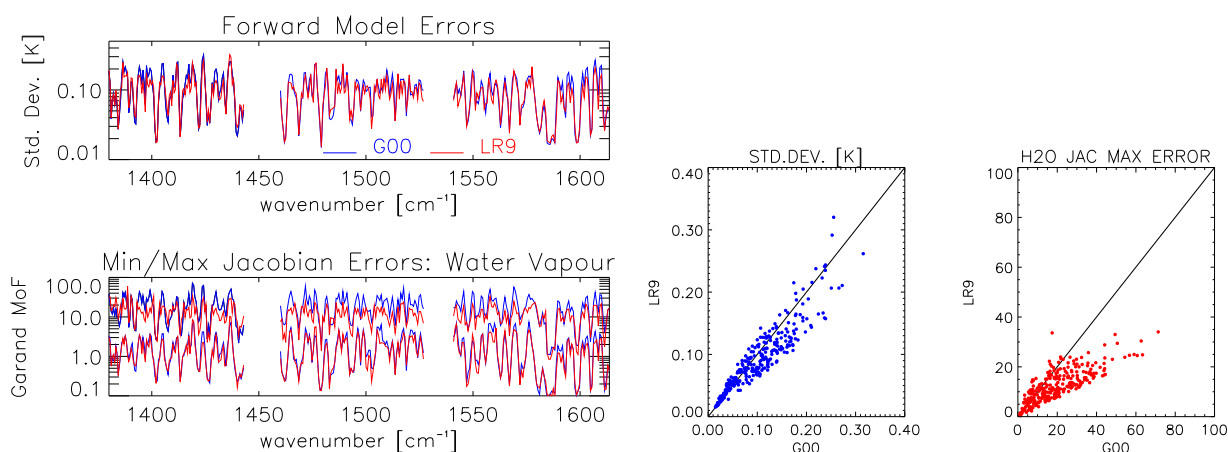 Forward Model Errors
Std. Dev. [K]
0.10
0.01
G00
LR9
1400
1450
1500
1550
1600
wavenumber [cm⁻¹]
Min/Max Jacobian Errors: Water Vapour
Garand MoF
100.0
10.0
1.0
0.1
1400
1450
1500
1550
1600
wavenumber [cm⁻¹]
STD.DEV. [K]
LR9
0.40
0.30
0.20
0.10
0.00
0.00
0.10
0.20
0.30
0.40
G00
H2O JAC MAX ERROR
LR9
100
80
60
40
20
0
0
20
40
60
80
100
G00